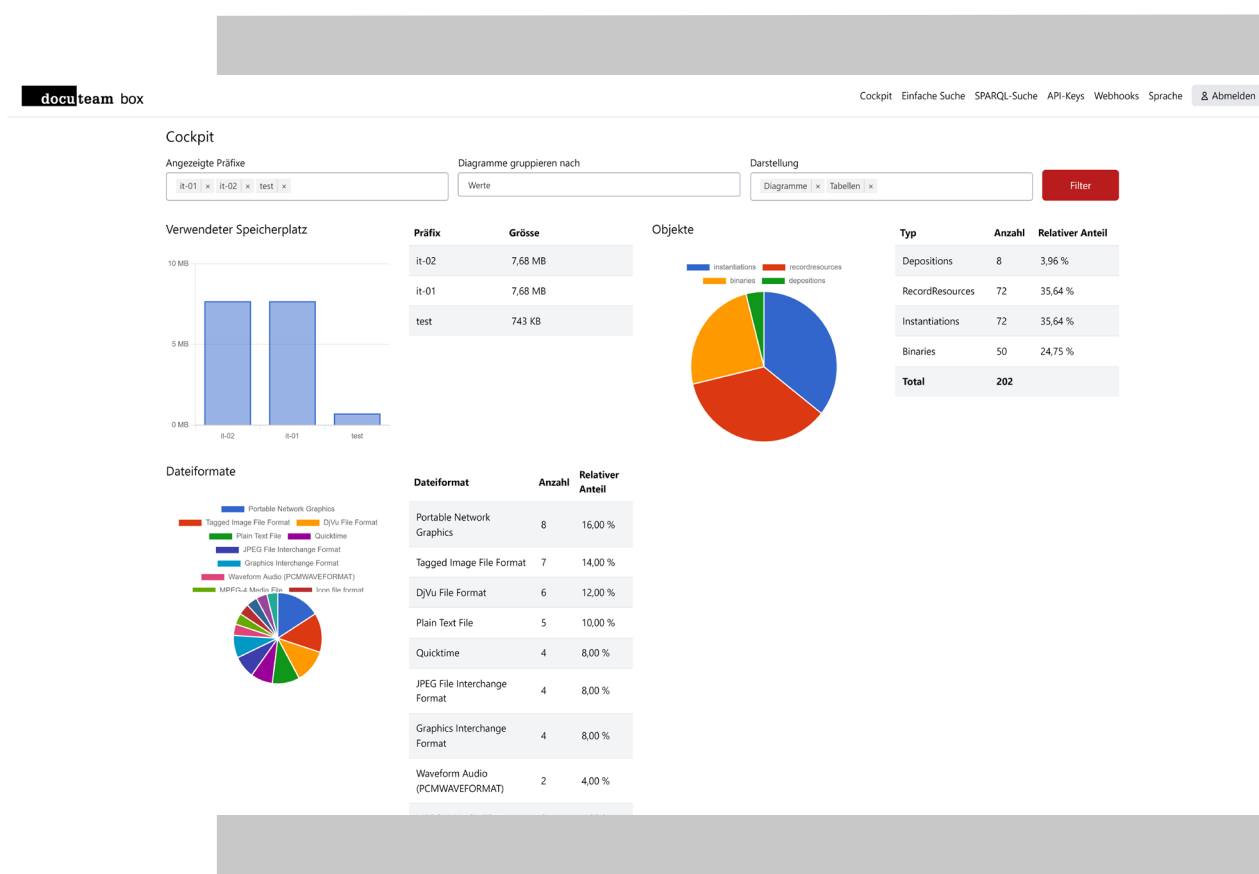 docuteam box
Cockpit Einfache Suche SPARQL-Suche API-Keys Webhooks Sprache Abmelden
Cockpit
Angezeigte Präfixe
it-01 × it-02 × test ×
Diagramme gruppieren nach
Werte
Darstellung
Diagramme × Tabellen ×
Filter
Verwendeter Speicherplatz
10 MB
5 MB
0 MB
it-02 it-01 test
Präfix Grösse
it-02 7,68 MB
it-01 7,68 MB
test 743 KB
Objekte
instantiations recordresources
binaries depositions
Typ Anzahl Relativer Anteil
Depositions 8 3,96 %
RecordResources 72 35,64 %
Instantiations 72 35,64 %
Binaries 50 24,75 %
Total 202
Dateiformate
Portable Network Graphics
Tagged Image File Format DjVu File Format
Plain Text File Quicktime
JPEG File Interchange Format
Graphics Interchange Format
Waveform Audio (PCMWAVEFORMAT)
MPEG-4 Media File Icon file format
Dateiformat Anzahl Relativer
Anteil
Portable Network
Graphics 8 16,00 %
Tagged Image File Format 7 14,00 %
DjVu File Format 6 12,00 %
Plain Text File 5 10,00 %
Quicktime 4 8,00 %
JPEG File Interchange
Format 4 8,00 %
Graphics Interchange
Format 4 8,00 %
Waveform Audio
(PCMWAVEFORMAT) 2 4,00 %